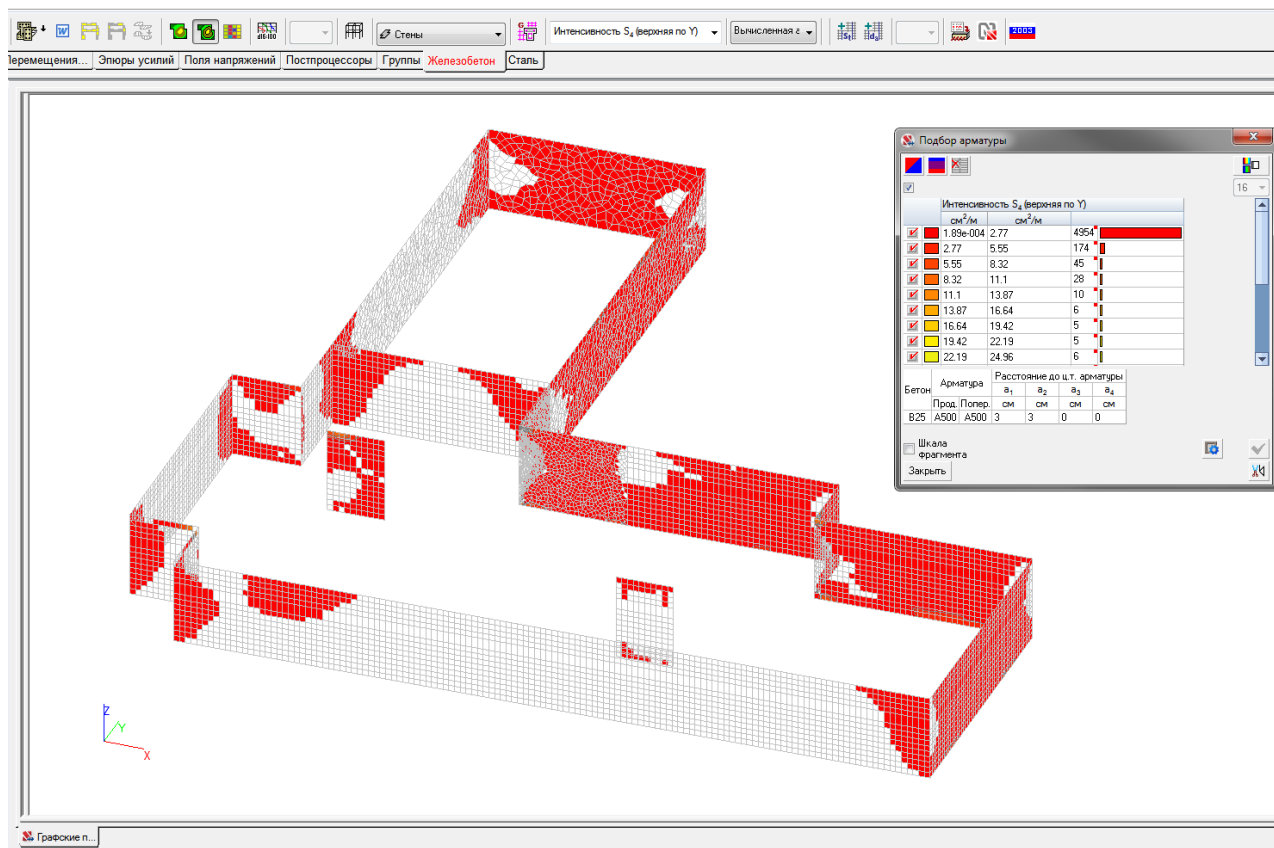 W
dl6-100
Стены
G
Интенсивность S₄ (верхняя по Y)
Вычисленная г
2003
Перемещения... Эпюры усилий Поля напряжений Постпроцессоры Группы Железобетон Сталь
Подбор арматуры
16
Интенсивность S₄ (верхняя по Y)
см²/м см²/м
1.89e-004 2.77 4954
2.77 5.55 174
5.55 8.32 45
8.32 11.1 28
11.1 13.87 10
13.87 16.64 6
16.64 19.42 5
19.42 22.19 5
22.19 24.96 6
Бетон Арматура Расстояние до ц.т. арматуры
a₁ a₂ a₃ a₄
Прод. Попер. см см см см
B25 A500 A500 3 3 0 0
Шкала
фрагмента
Закрыть
Z
Y
X
Графские п...